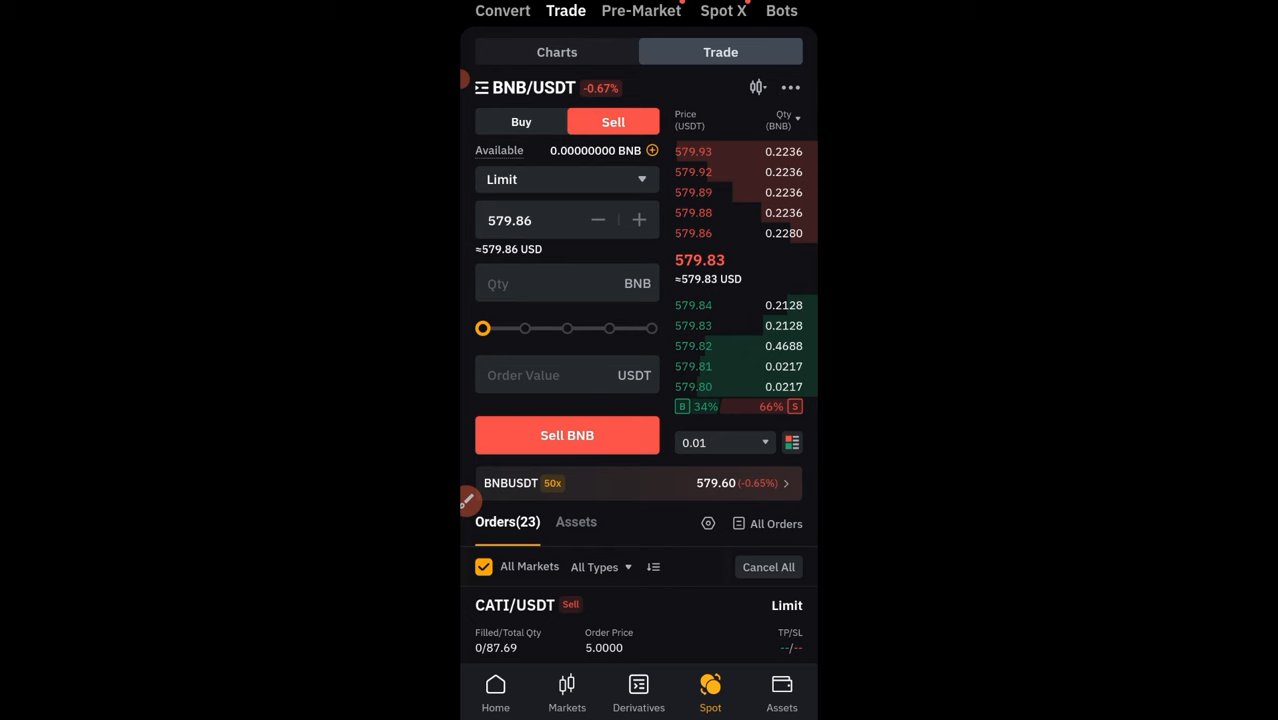 Convert Trade Pre-Market Spot X Bots
Charts Trade
BNB/USDT -0.67%
Buy Sell
Available 0.00000000 BNB
Limit
579.86
≈579.86 USD
Qty BNB
Order Value USDT
Sell BNB
Price Qty
(USDT) (BNB)
579.93 0.2236
579.92 0.2236
579.89 0.2236
579.88 0.2236
579.86 0.2280
579.83
≈579.83 USD
579.84 0.2128
579.83 0.2128
579.82 0.4688
579.81 0.0217
579.80 0.0217
B 34% 66% S
0.01
BNBUSDT 50x 579.60 (-0.65%)
Orders(23) Assets All Orders
All Markets All Types Cancel All
CATI/USDT Sell Limit
Filled/Total Qty Order Price TP/SL
0/87.69 5.0000 --/--
Home Markets Derivatives Spot Assets